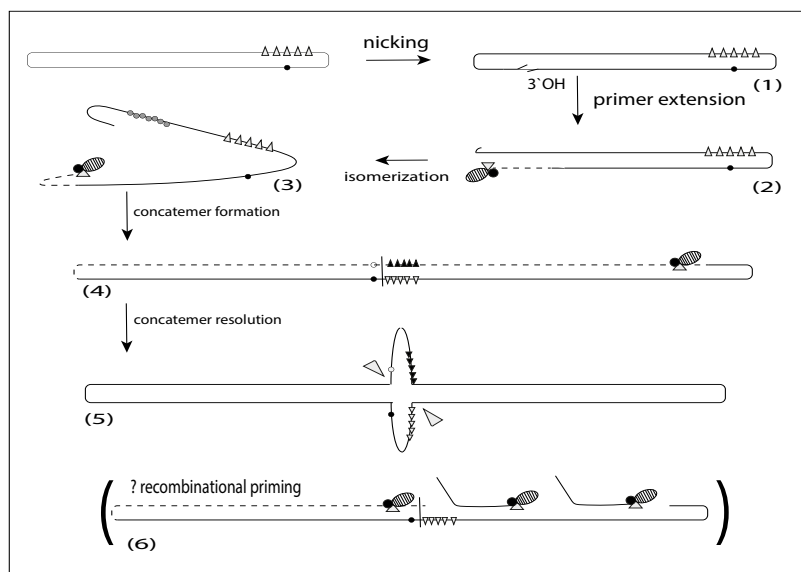 nicking
3`OH
(1)
primer extension
isomerization
(3)
(2)
concatemer formation
(4)
concatemer resolution
(5)
? recombinational priming
(6)